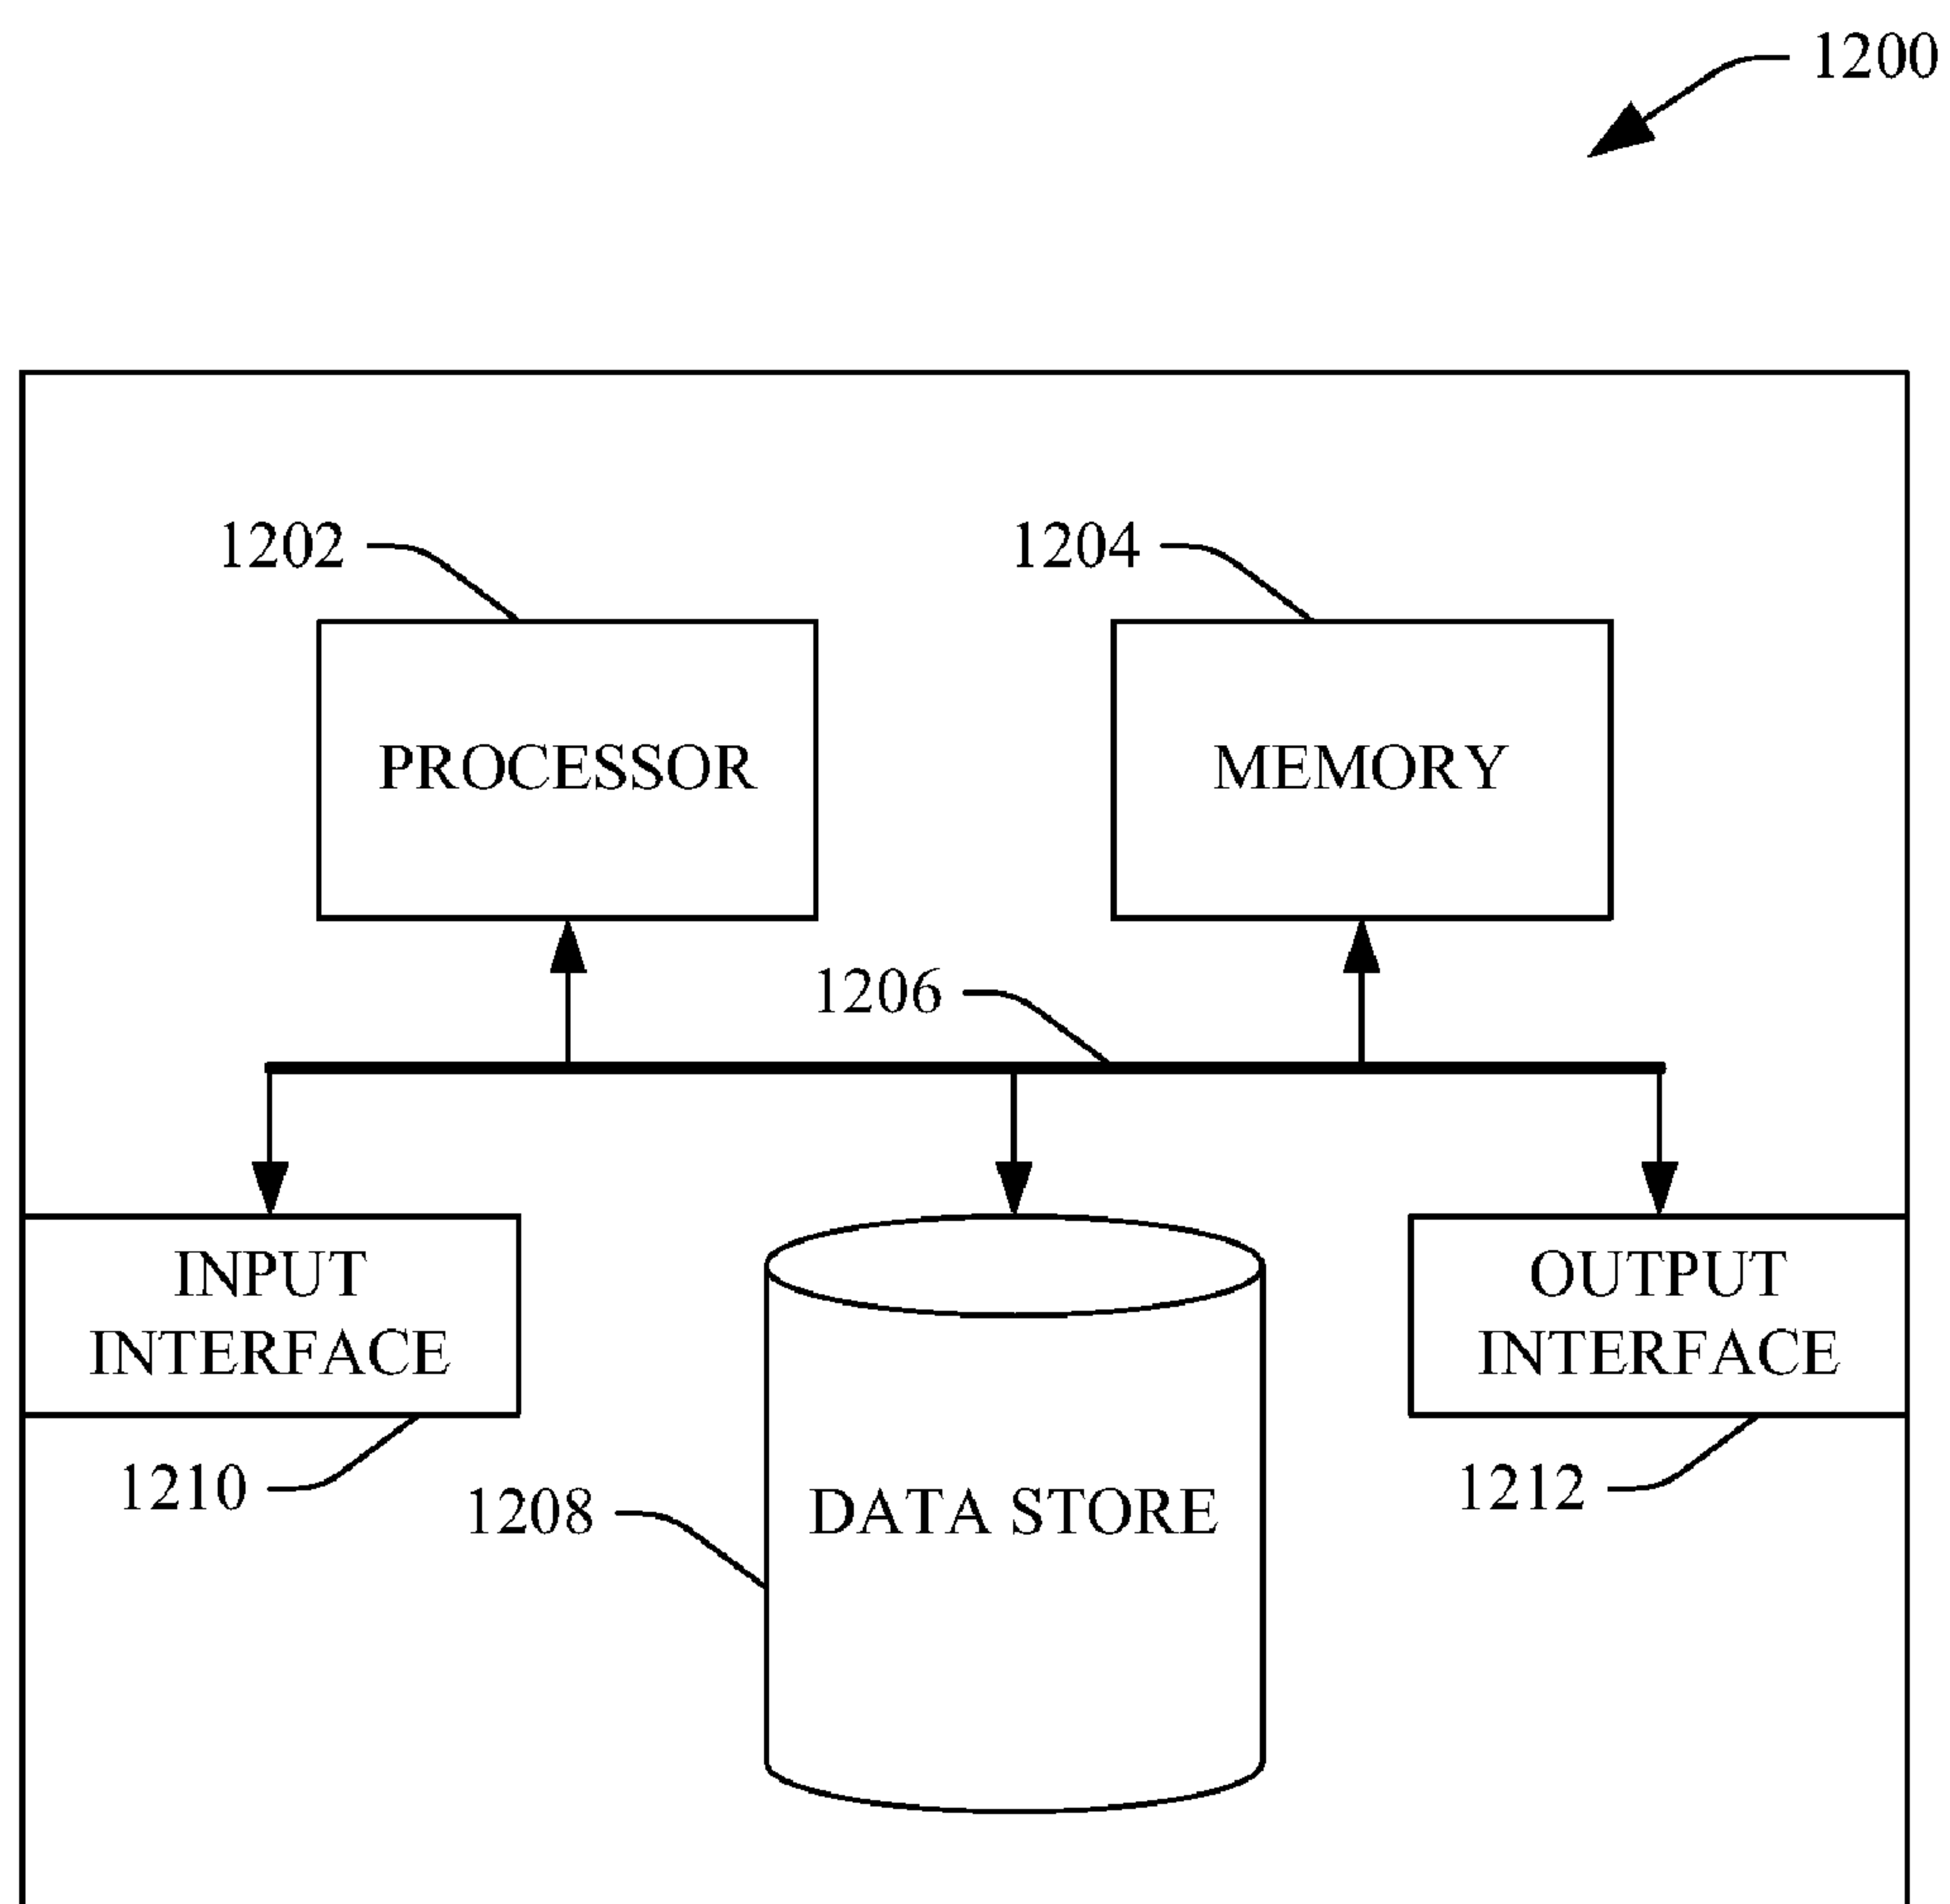 1200
1202
1204
PROCESSOR
MEMORY
1206
INPUT
INTERFACE
OUTPUT
INTERFACE
1210
1208
DATA STORE
1212